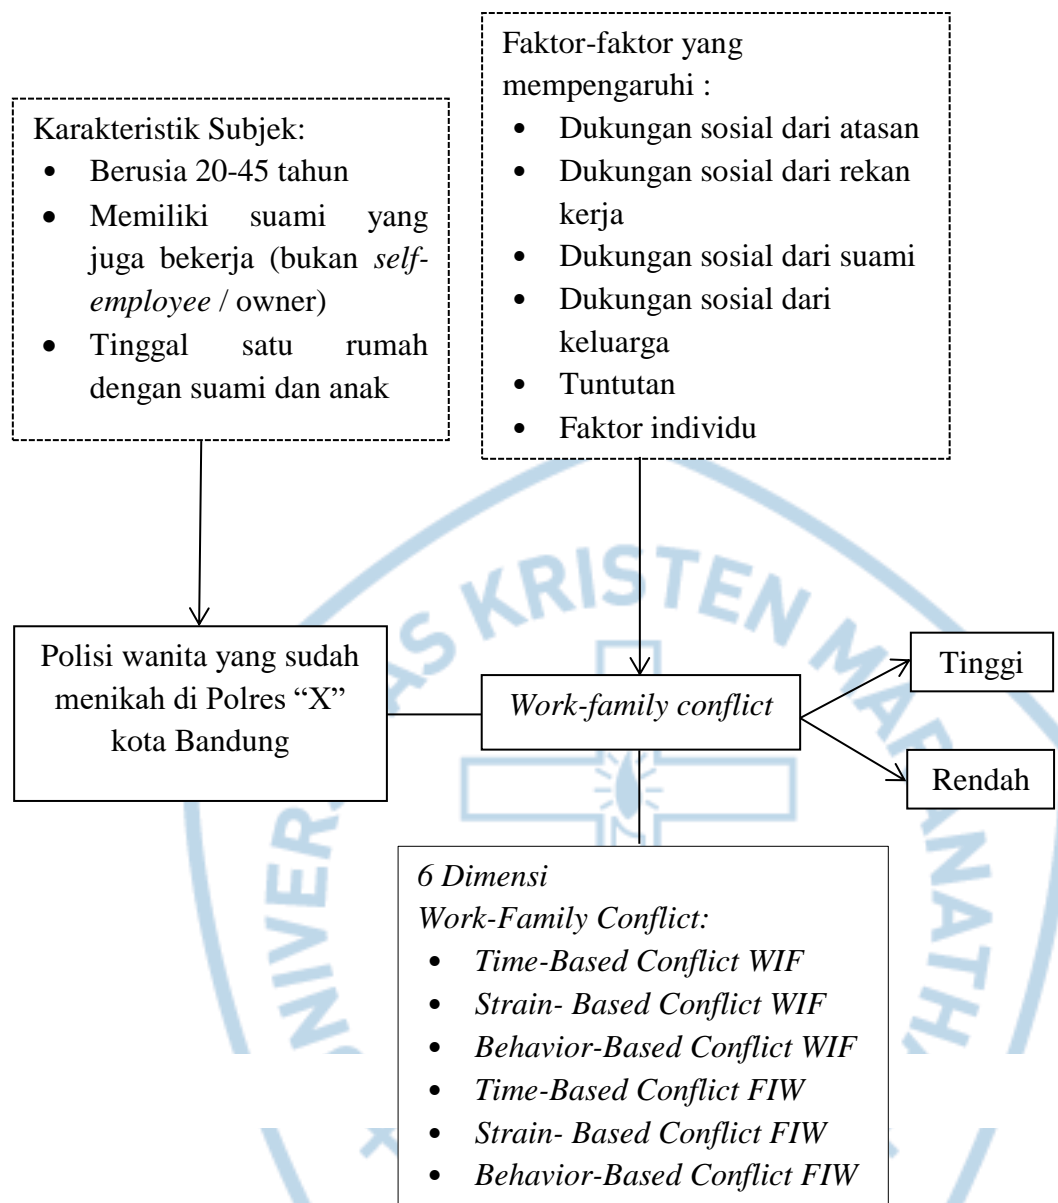 Faktor-faktor yang
mempengaruhi :
• Dukungan sosial dari atasan
• Dukungan sosial dari rekan
kerja
• Dukungan sosial dari suami
• Dukungan sosial dari
keluarga
• Tuntutan
• Faktor individu
Karakteristik Subjek:
• Berusia 20-45 tahun
• Memiliki suami yang
juga bekerja (bukan self-
employee / owner)
• Tinggal satu rumah
dengan suami dan anak
Polisi wanita yang sudah
menikah di Polres “X”
kota Bandung
Work-family conflict
Tinggi
Rendah
6 Dimensi
Work-Family Conflict:
• Time-Based Conflict WIF
• Strain- Based Conflict WIF
• Behavior-Based Conflict WIF
• Time-Based Conflict FIW
• Strain- Based Conflict FIW
• Behavior-Based Conflict FIW
KRISTEN